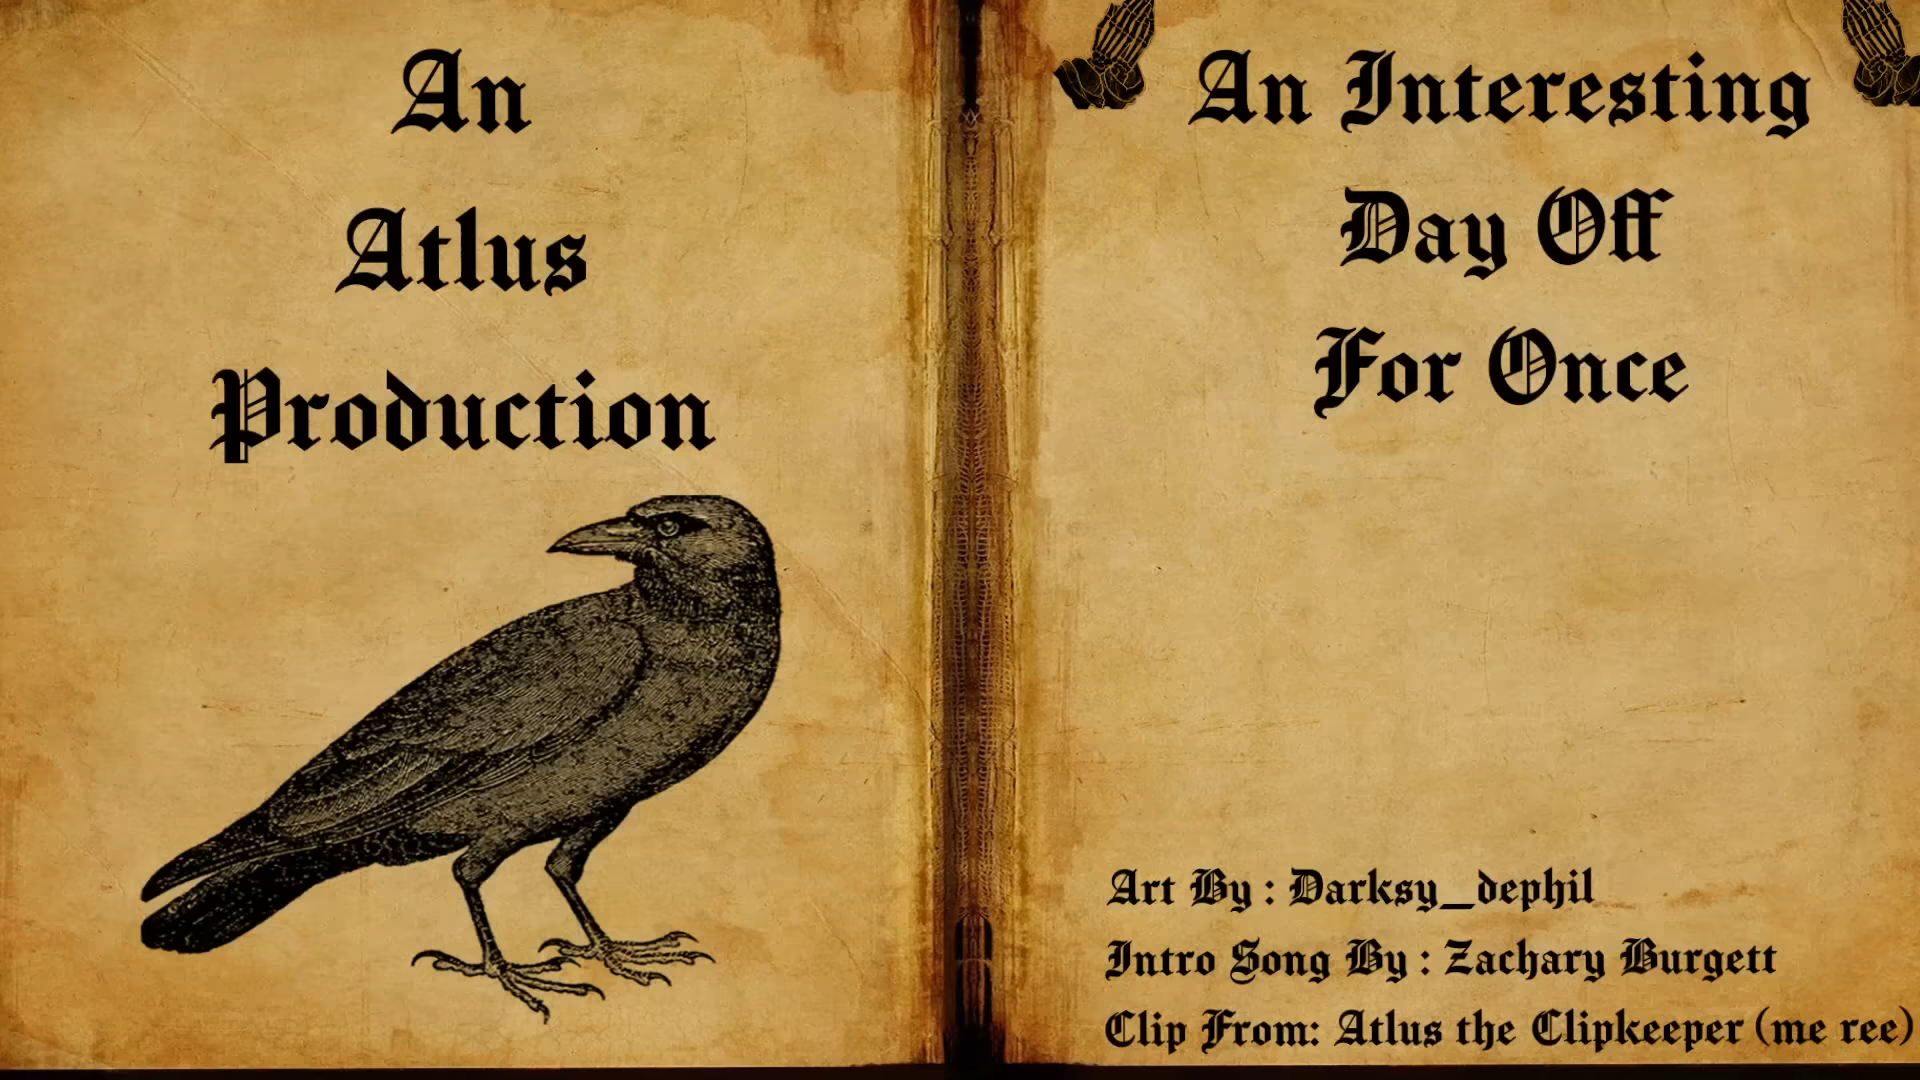 An
Atlus
Production
An Interesting
Day Off
For Once
Art By : Darksy_dephil
Intro Song By : Zachary Burgett
Clip From: Atlus the Clipkeeper (me ree)